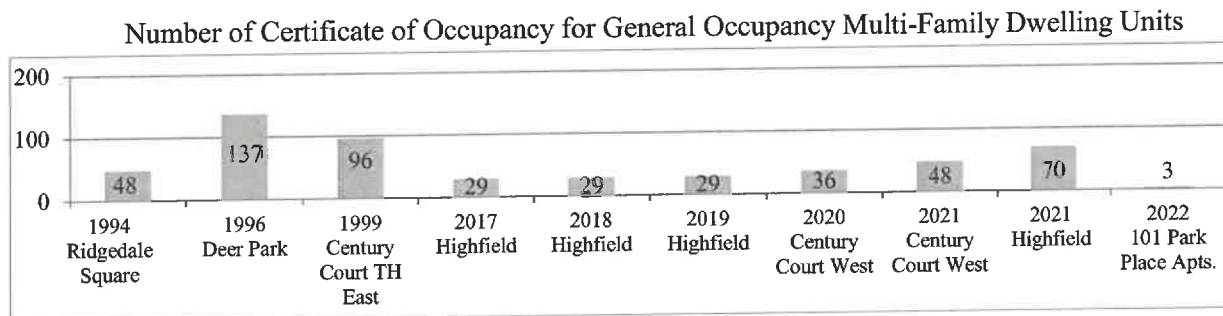 Number of Certificate of Occupancy for General Occupancy Multi-Family Dwelling Units
200
100
0
48
137
96
29
29
29
36
48
70
3
1994
Ridgedale
Square
1996
Deer Park
1999
Century
Court TH
East
2017
Highfield
2018
Highfield
2019
Highfield
2020
Century
Court West
2021
Century
Court West
2021
Highfield
2022
101 Park
Place Apts.